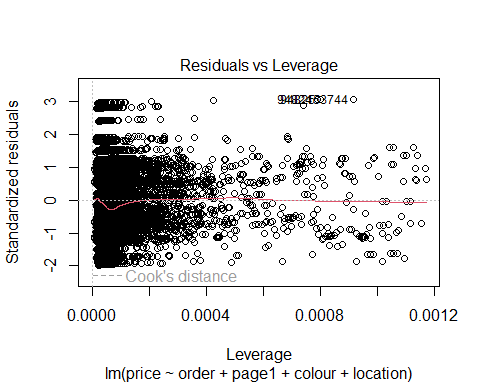 Residuals vs Leverage
Standardized residuals
3
2
1
0
-1
-2
Cook's distance
0.0000
0.0004
0.0008
0.0012
Leverage
lm(price ~ order + page1 + colour + location)